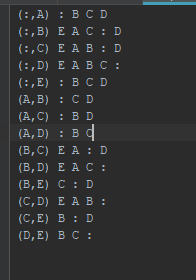 (:,A) : B C D
(:,B) E A C : D
(:,C) E A B : D
(:,D) E A B C :
(:,E) : B C D
(A,B) : C D
(A,C) : B D
(A,D) : B C
(B,C) E A : D
(B,D) E A C :
(B,E) C : D
(C,D) E A B :
(C,E) B : D
(D,E) B C :